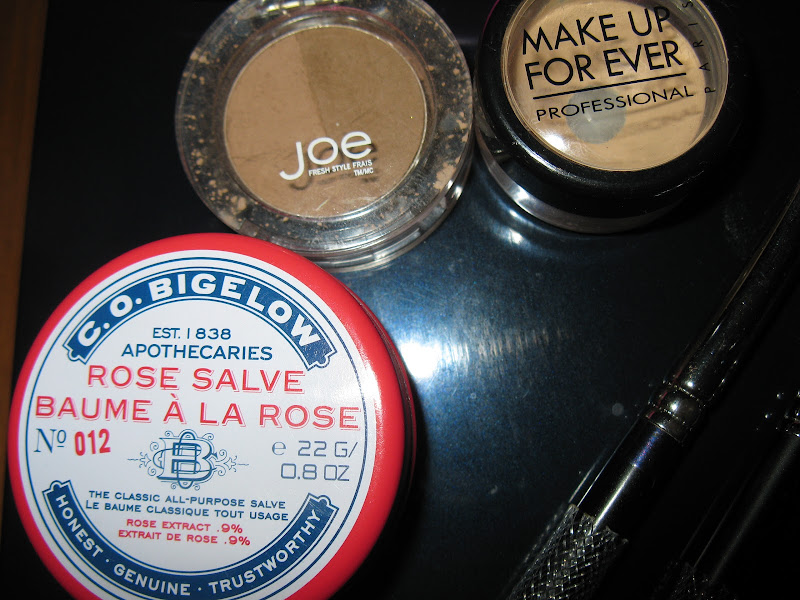 Joe
FRESH STYLE FRAIS
TM/MC
MAKE UP
FOR EVER
PROFESSIONAL
PARIS
C.O. BIGELOW
EST. 1838
APOTHECARIES
ROSE SALVE
BAUME À LA ROSE
Nº 012
CB
e 22 G/
0.8 OZ
THE CLASSIC ALL-PURPOSE SALVE
LE BAUME CLASSIQUE TOUT USAGE
ROSE EXTRACT .9%
EXTRAIT DE ROSE .9%
HONEST · GENUINE · TRUSTWORTHY